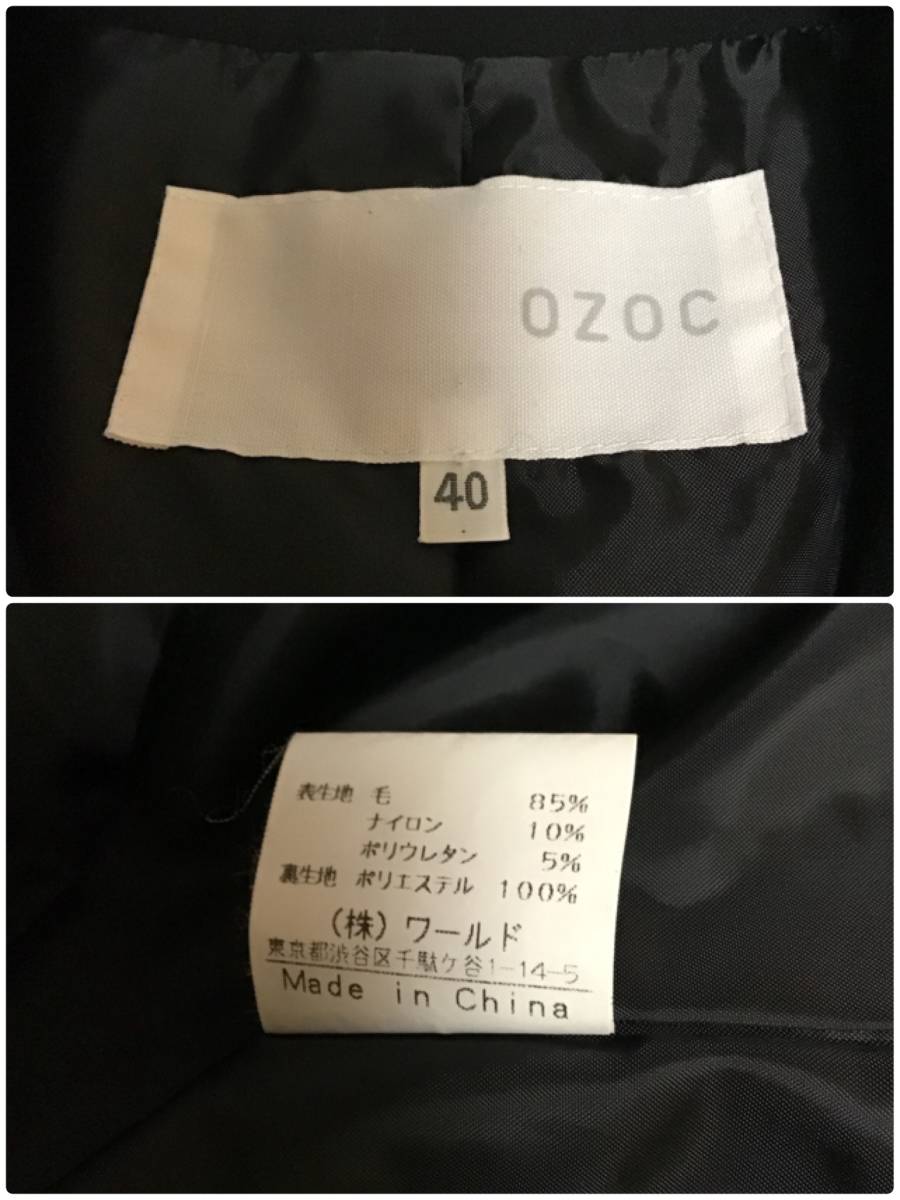 OZOC
40
表生地 毛 85%
ナイロン 10%
ポリウレタン 5%
裏生地 ポリエステル 100%
(株)ワールド
東京都渋谷区千駄ケ谷1-14-5
Made in China